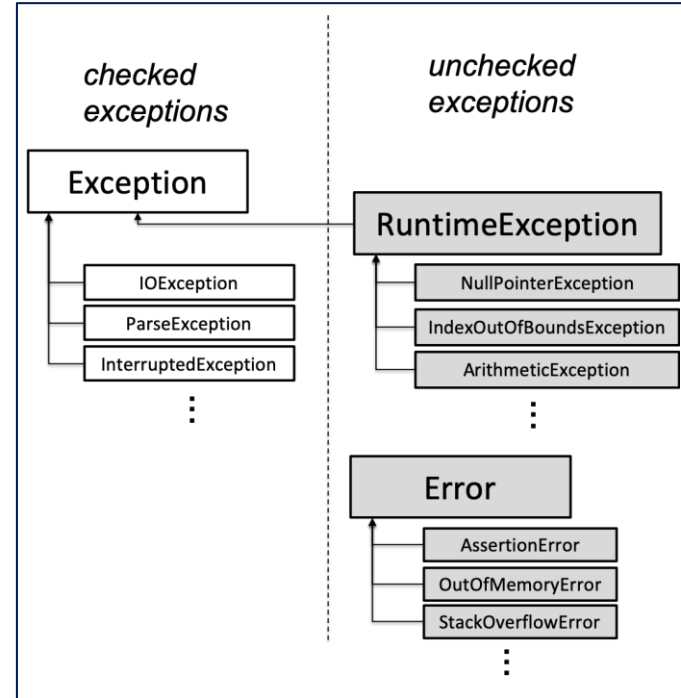 checked
exceptions
unchecked
exceptions
Exception
IOException
ParseException
InterruptedException
RuntimeException
NullPointerException
IndexOutOfBoundsException
ArithmeticException
Error
AssertionError
OutOfMemoryError
StackOverflowError